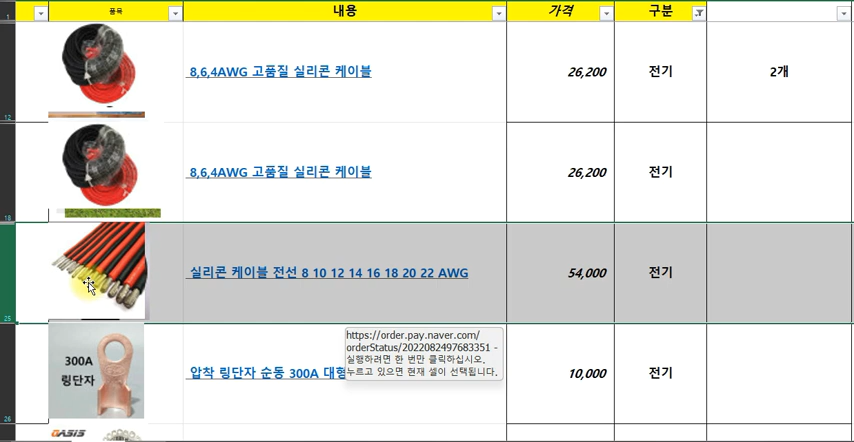 1 품목 내용 가격 구분
12 8,6,4AWG 고품질 실리콘 케이블 26,200 전기 2개
18 8,6,4AWG 고품질 실리콘 케이블 26,200 전기
25 실리콘 케이블 전선 8 10 12 14 16 18 20 22 AWG 54,000 전기
https://order.pay.naver.com/
orderStatus/2022082497683351 -
실행하려면 한 번만 클릭하십시오.
누르고 있으면 현재 셀이 선택됩니다.
300A
링단자
26 압착 링단자 순동 300A 대형 10,000 전기
OASIS